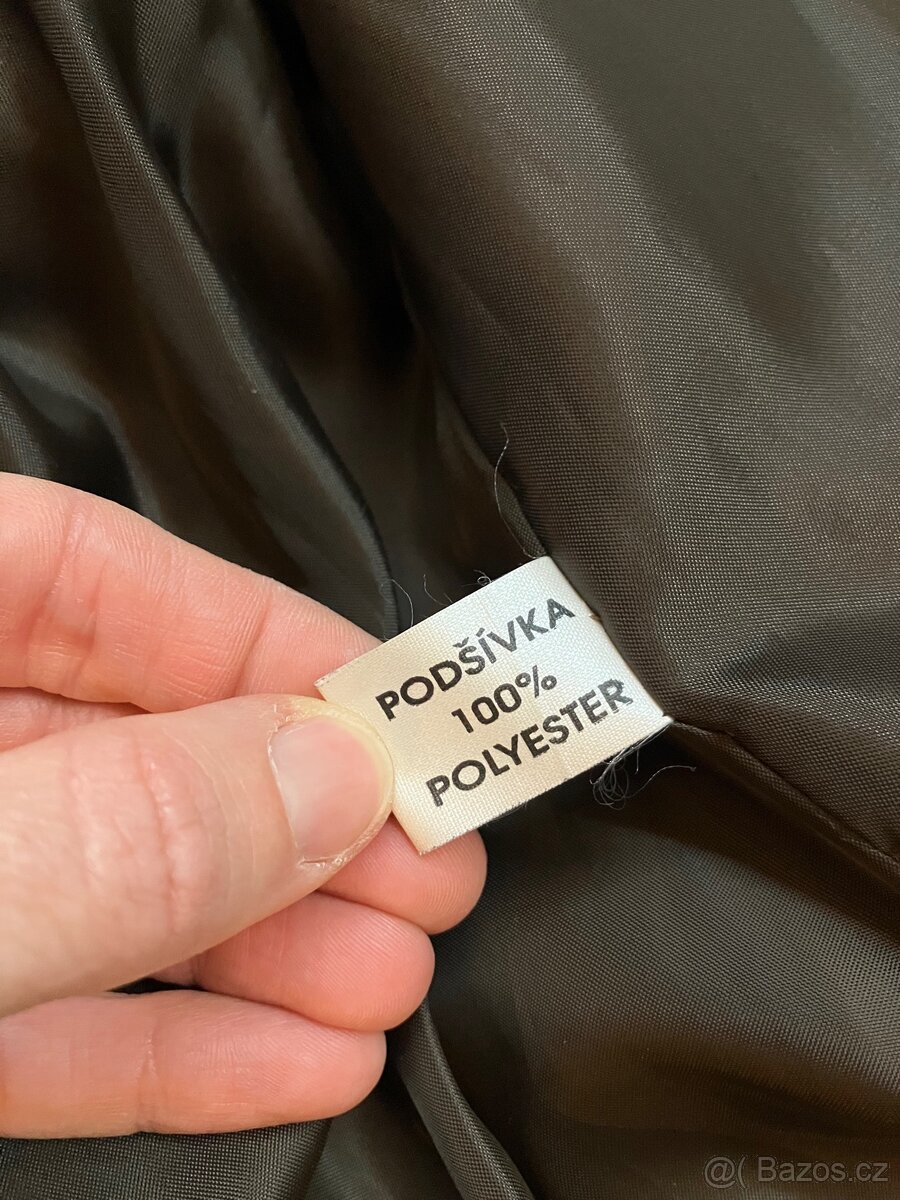 PODŠÍVKA
100%
POLYESTER
@( Bazos.cz